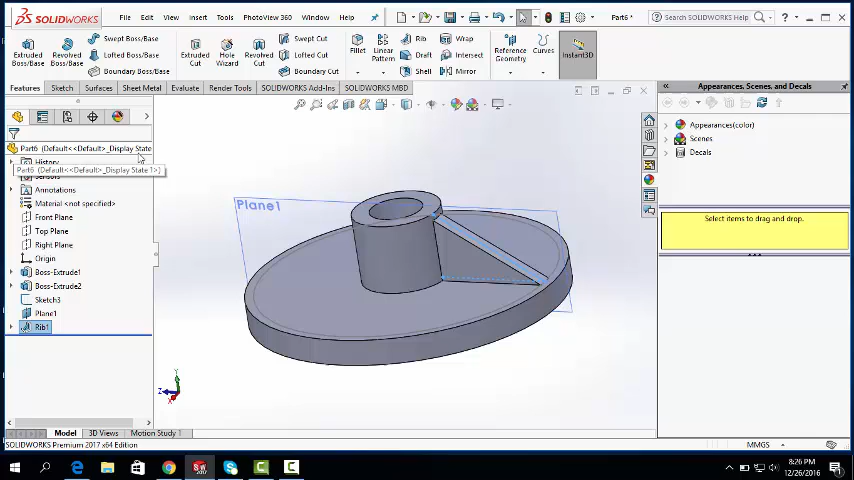 SOLIDWORKS File Edit View Insert Tools PhotoView 360 Window Help Part6 * Search SOLIDWORKS Help
Extruded Boss/Base
Revolved Boss/Base
Swept Boss/Base
Lofted Boss/Base
Boundary Boss/Base
Extruded Cut
Hole Wizard
Revolved Cut
Swept Cut
Lofted Cut
Boundary Cut
Fillet
Linear Pattern
Rib
Draft
Shell
Wrap
Intersect
Mirror
Reference Geometry
Curves
Instant3D
Features Sketch Surfaces Sheet Metal Evaluate Render Tools SOLIDWORKS Add-Ins SOLIDWORKS MBD
Appearances, Scenes, and Decals
Appearances(color)
Scenes
Decals
Select items to drag and drop.
Part6 (Default<<Default>_Display State
History
Part6 (Default<<Default>_Display State 1>)
Sensors
Annotations
Material <not specified>
Front Plane
Top Plane
Right Plane
Origin
Boss-Extrude1
Boss-Extrude2
Sketch3
Plane1
Rib1
Plane1
Y
Z
X
Model 3D Views Motion Study 1
SOLIDWORKS Premium 2017 x64 Edition
MMGS
8:26 PM
12/26/2016